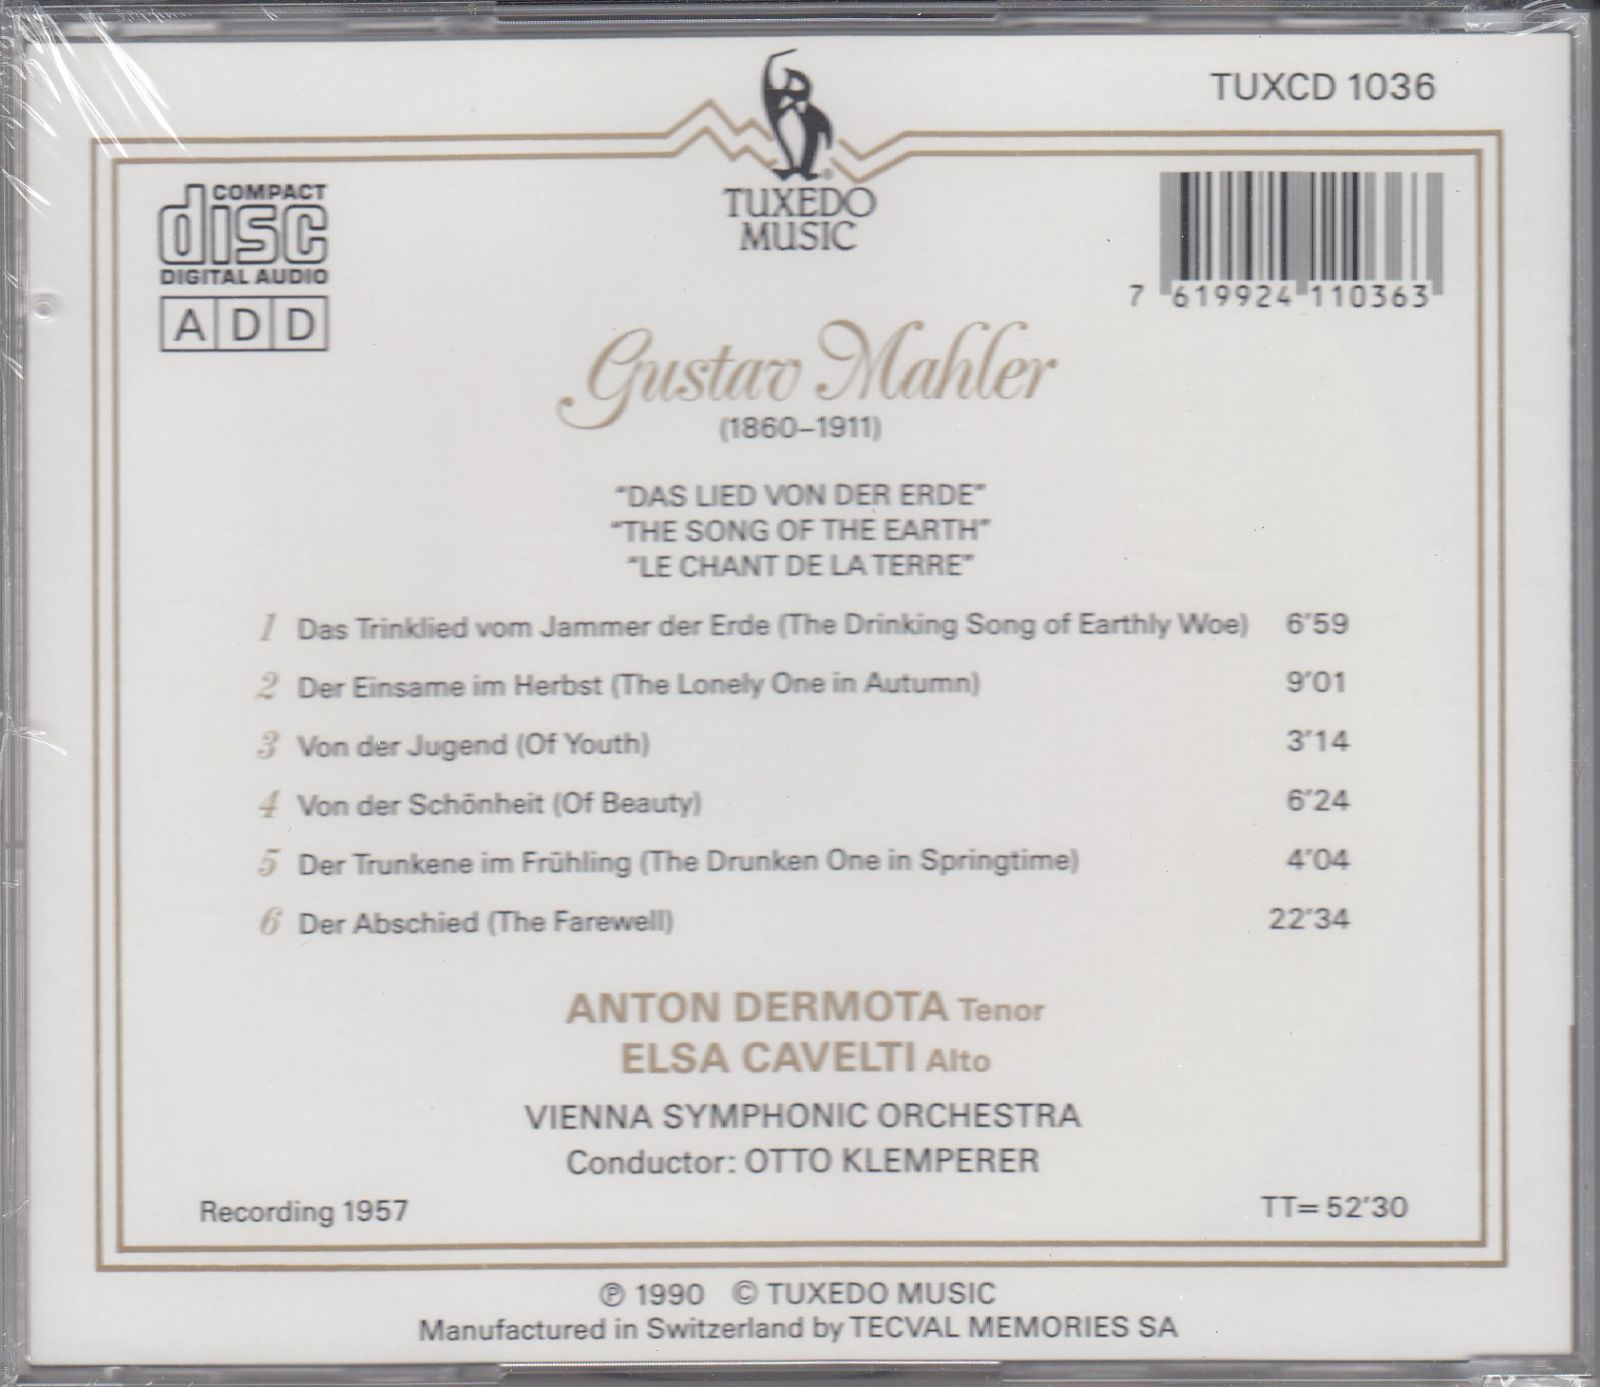 TUXCD 1036
TUXEDO
MUSIC
COMPACT
disc
DIGITAL AUDIO
A D D
7 619924 110363
Gustav Mahler
(1860–1911)
"DAS LIED VON DER ERDE"
"THE SONG OF THE EARTH"
"LE CHANT DE LA TERRE"
1 Das Trinklied vom Jammer der Erde (The Drinking Song of Earthly Woe) 6'59
2 Der Einsame im Herbst (The Lonely One in Autumn) 9'01
3 Von der Jugend (Of Youth) 3'14
4 Von der Schönheit (Of Beauty) 6'24
5 Der Trunkene im Frühling (The Drunken One in Springtime) 4'04
6 Der Abschied (The Farewell) 22'34
ANTON DERMOTA Tenor
ELSA CAVELTI Alto
VIENNA SYMPHONIC ORCHESTRA
Conductor: OTTO KLEMPERER
Recording 1957 TT= 52'30
℗ 1990 © TUXEDO MUSIC
Manufactured in Switzerland by TECVAL MEMORIES SA